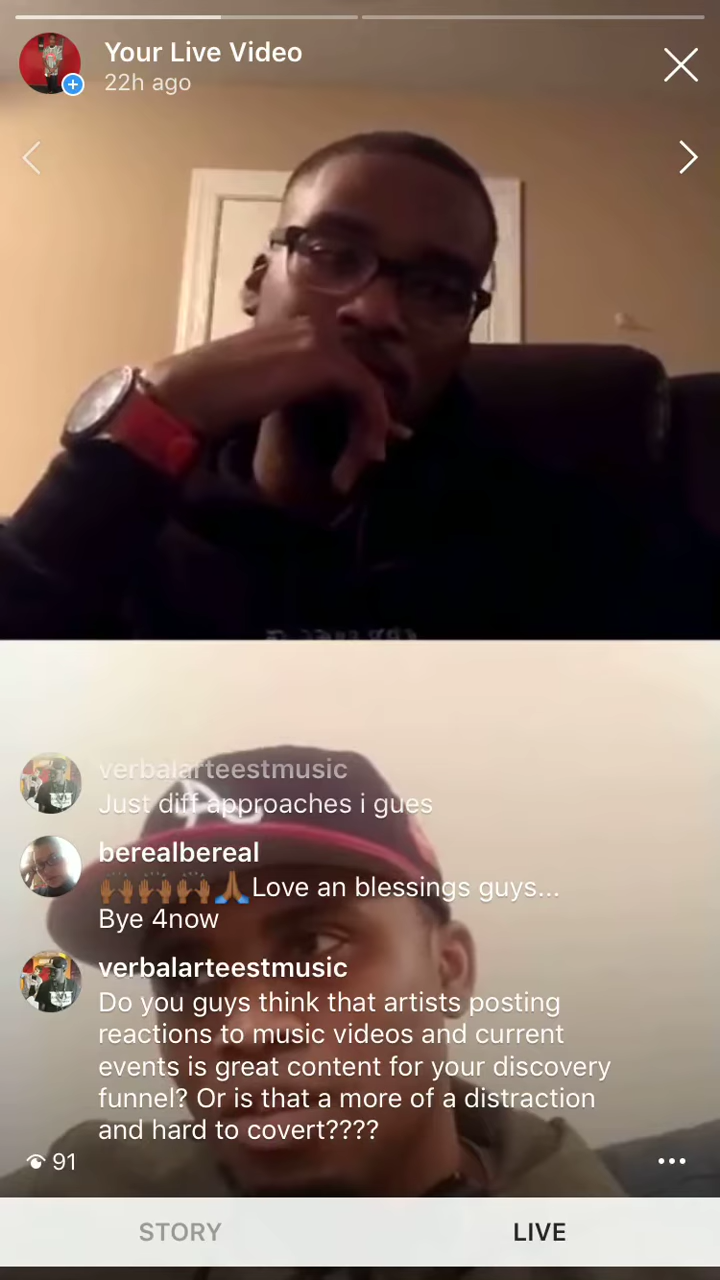 Your Live Video
22h ago
verbalarteestmusic
Just diff approaches i gues
berealbereal
🙌🏾🙌🏾🙌🏾🙏🏾Love an blessings guys...
Bye 4now
verbalarteestmusic
Do you guys think that artists posting
reactions to music videos and current
events is great content for your discovery
funnel? Or is that a more of a distraction
and hard to covert????
91
STORY
LIVE